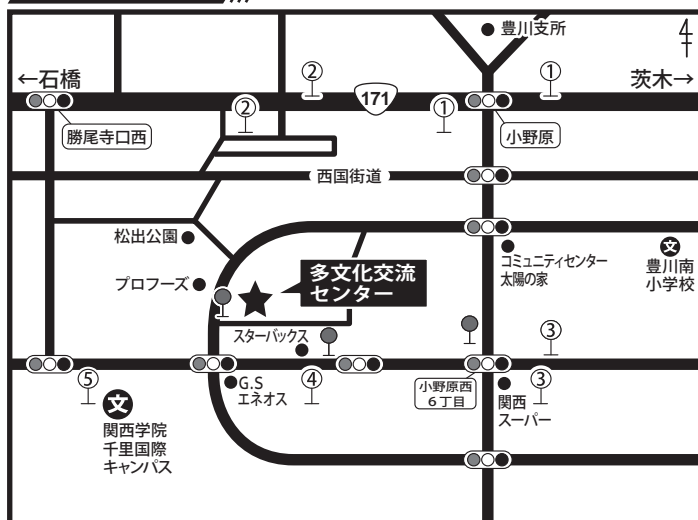 豊川支所
4
←石橋
茨木→
②
①
171
②
①
勝尾寺口西
小野原
西国街道
松出公園
コミュニティセンター
太陽の家
文
豊川南
小学校
プロフーズ
多文化交流
センター
スターバックス
③
⑤
G.S
エネオス
④
小野原西
6丁目
③
文
関西学院
千里国際
キャンパス
関西
スーパー